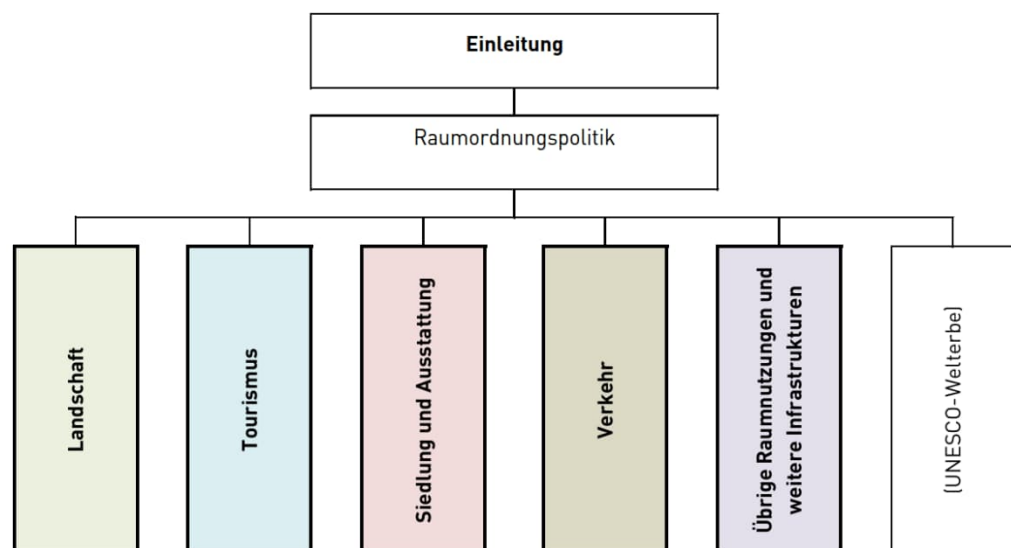 Einleitung
Raumordnungspolitik
Landschaft
Tourismus
Siedlung und Ausstattung
Verkehr
Übrige Raumnutzungen und
weitere Infrastrukturen
(UNESCO-Welterbe)